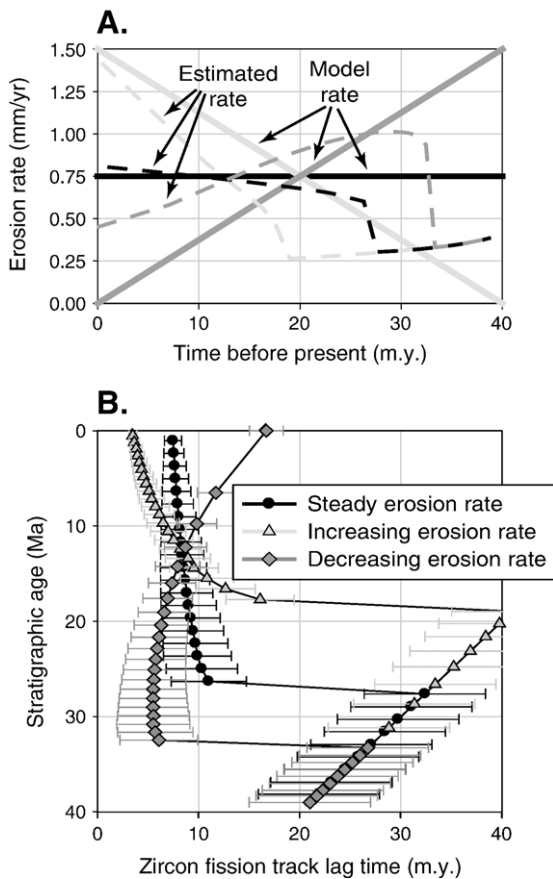 A.
1.50
1.25
1.00
0.75
0.50
0.25
0.00
Erosion rate (mm/yr)
Estimated
rate
Model
rate
0
10
20
30
40
Time before present (m.y.)
B.
0
10
20
30
40
Stratigraphic age (Ma)
Steady erosion rate
Increasing erosion rate
Decreasing erosion rate
0
10
20
30
40
Zircon fission track lag time (m.y.)